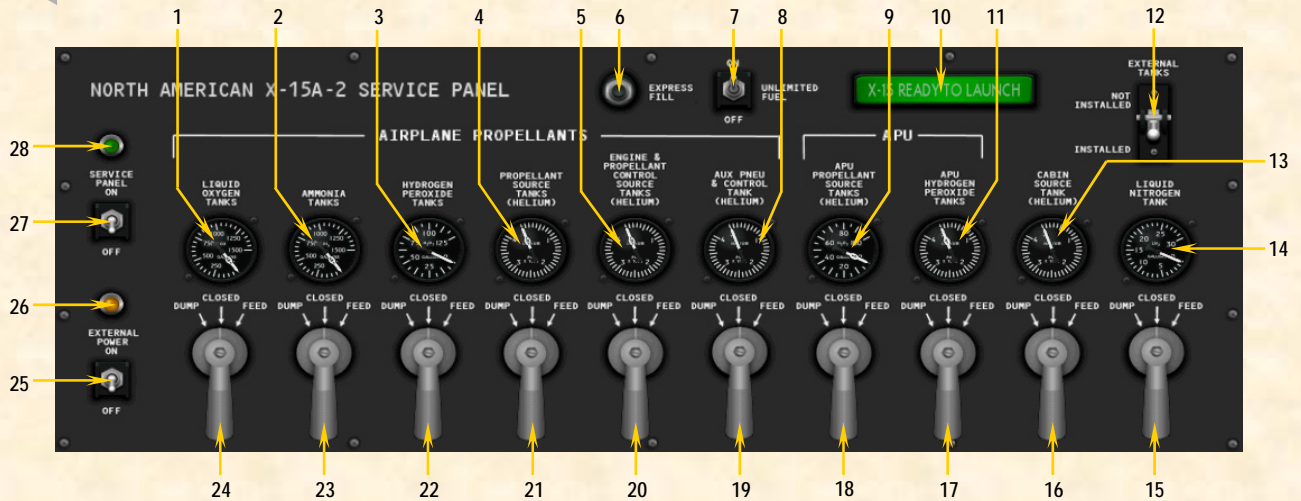 1 2 3 4 5 6 7 8 9 10 11 12
NORTH AMERICAN X-15A-2 SERVICE PANEL
EXPRESS
FILL
ON
UNLIMITED
FUEL
OFF
X-15 READY TO LAUNCH
EXTERNAL
TANKS
NOT
INSTALLED
INSTALLED
AIRPLANE PROPELLANTS
APU
28
SERVICE
PANEL
ON
27
OFF
LIQUID
OXYGEN
TANKS
AMMONIA
TANKS
HYDROGEN
PEROXIDE
TANKS
PROPELLANT
SOURCE
TANKS
(HELIUM)
ENGINE &
PROPELLANT
CONTROL
SOURCE
TANKS
(HELIUM)
AUX PNEU
& CONTROL
TANK
(HELIUM)
APU
PROPELLANT
SOURCE
TANKS
(HELIUM)
APU
HYDROGEN
PEROXIDE
TANKS
CABIN
SOURCE
TANK
(HELIUM)
LIQUID
NITROGEN
TANK
13
14
26
EXTERNAL
POWER
ON
25
OFF
CLOSED CLOSED CLOSED CLOSED CLOSED CLOSED CLOSED CLOSED CLOSED CLOSED
DUMP FEED DUMP FEED DUMP FEED DUMP FEED DUMP FEED DUMP FEED DUMP FEED DUMP FEED DUMP FEED DUMP FEED
24 23 22 21 20 19 18 17 16 15